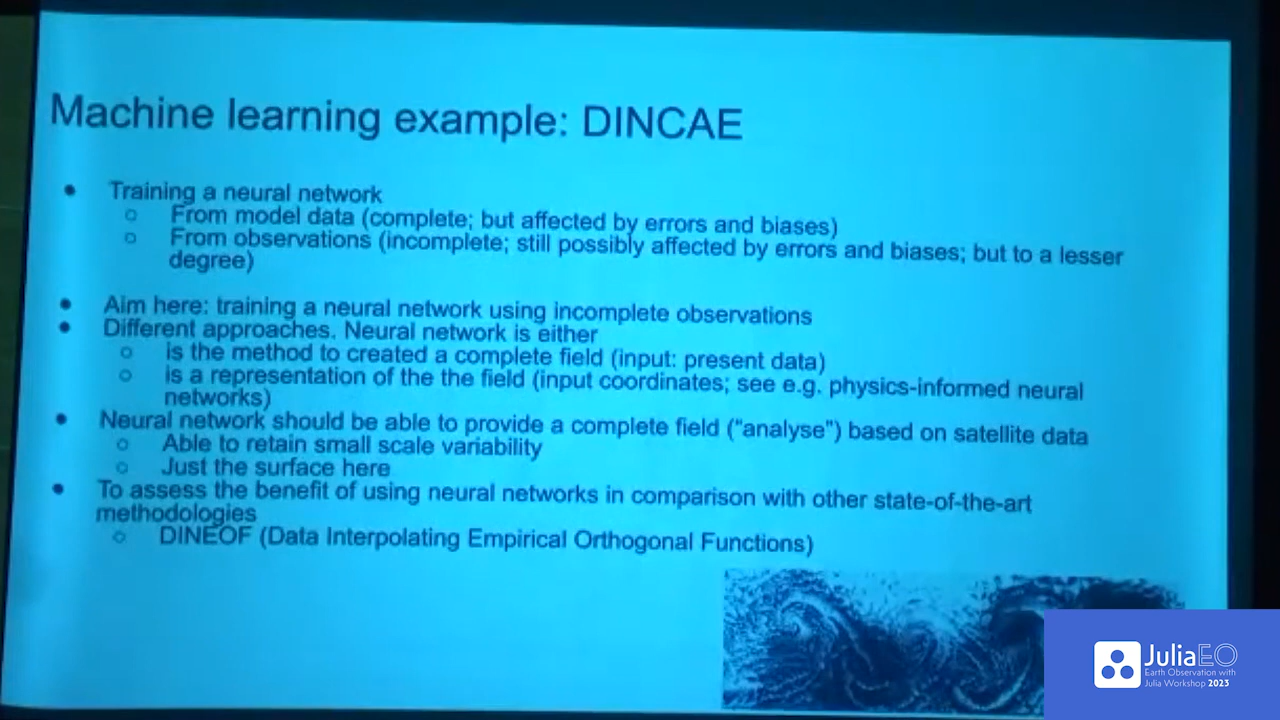 Machine learning example: DINCAE
● Training a neural network
○ From model data (complete; but affected by errors and biases)
○ From observations (incomplete; still possibly affected by errors and biases; but to a lesser
degree)
● Aim here: training a neural network using incomplete observations
● Different approaches. Neural network is either
○ is the method to created a complete field (input: present data)
○ is a representation of the the field (input coordinates; see e.g. physics-informed neural
networks)
● Neural network should be able to provide a complete field ("analyse") based on satellite data
○ Able to retain small scale variability
○ Just the surface here
● To assess the benefit of using neural networks in comparison with other state-of-the-art
methodologies
○ DINEOF (Data Interpolating Empirical Orthogonal Functions)
JuliaEO
Earth Observation with
Julia Workshop 2023